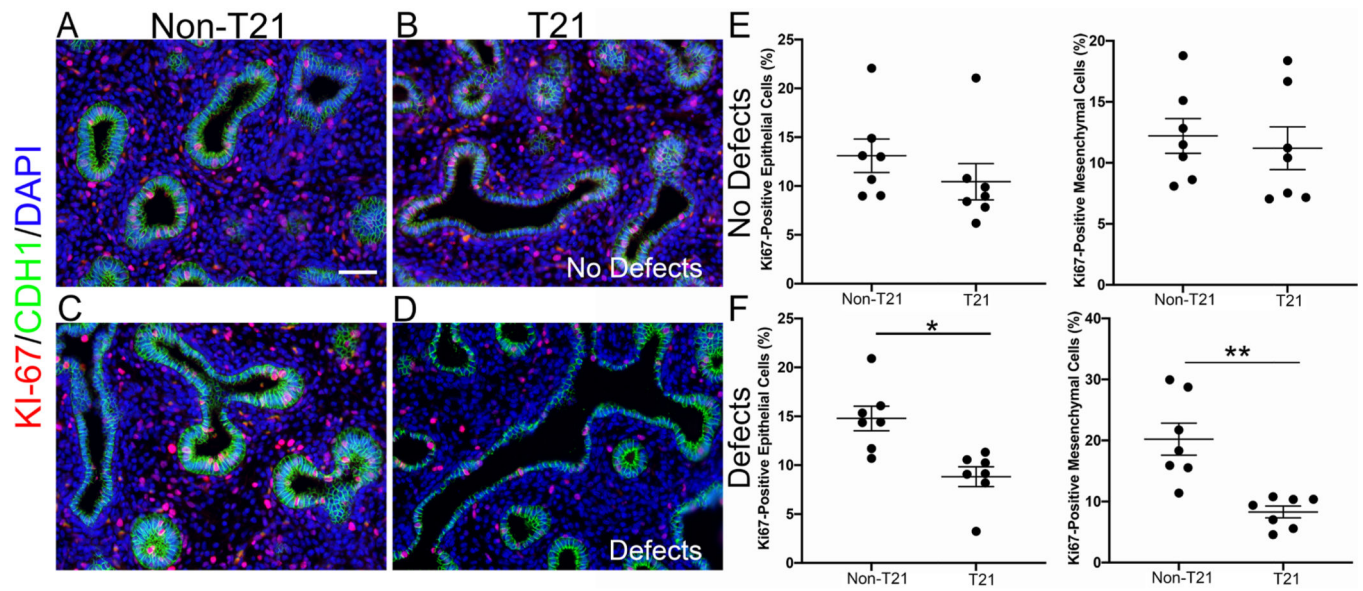 A Non-T21
B T21
KI-67/CDH1/DAPI
No Defects
C
D
Defects
E
No Defects
Ki67-Positive Epithelial Cells (%)
25
20
15
10
5
0
Non-T21 T21
Ki67-Positive Mesenchymal Cells (%)
20
15
10
5
0
Non-T21 T21
F
Defects
Ki67-Positive Epithelial Cells (%)
25
20
15
10
5
0
*
Non-T21 T21
Ki67-Positive Mesenchymal Cells (%)
40
30
20
10
0
**
Non-T21 T21